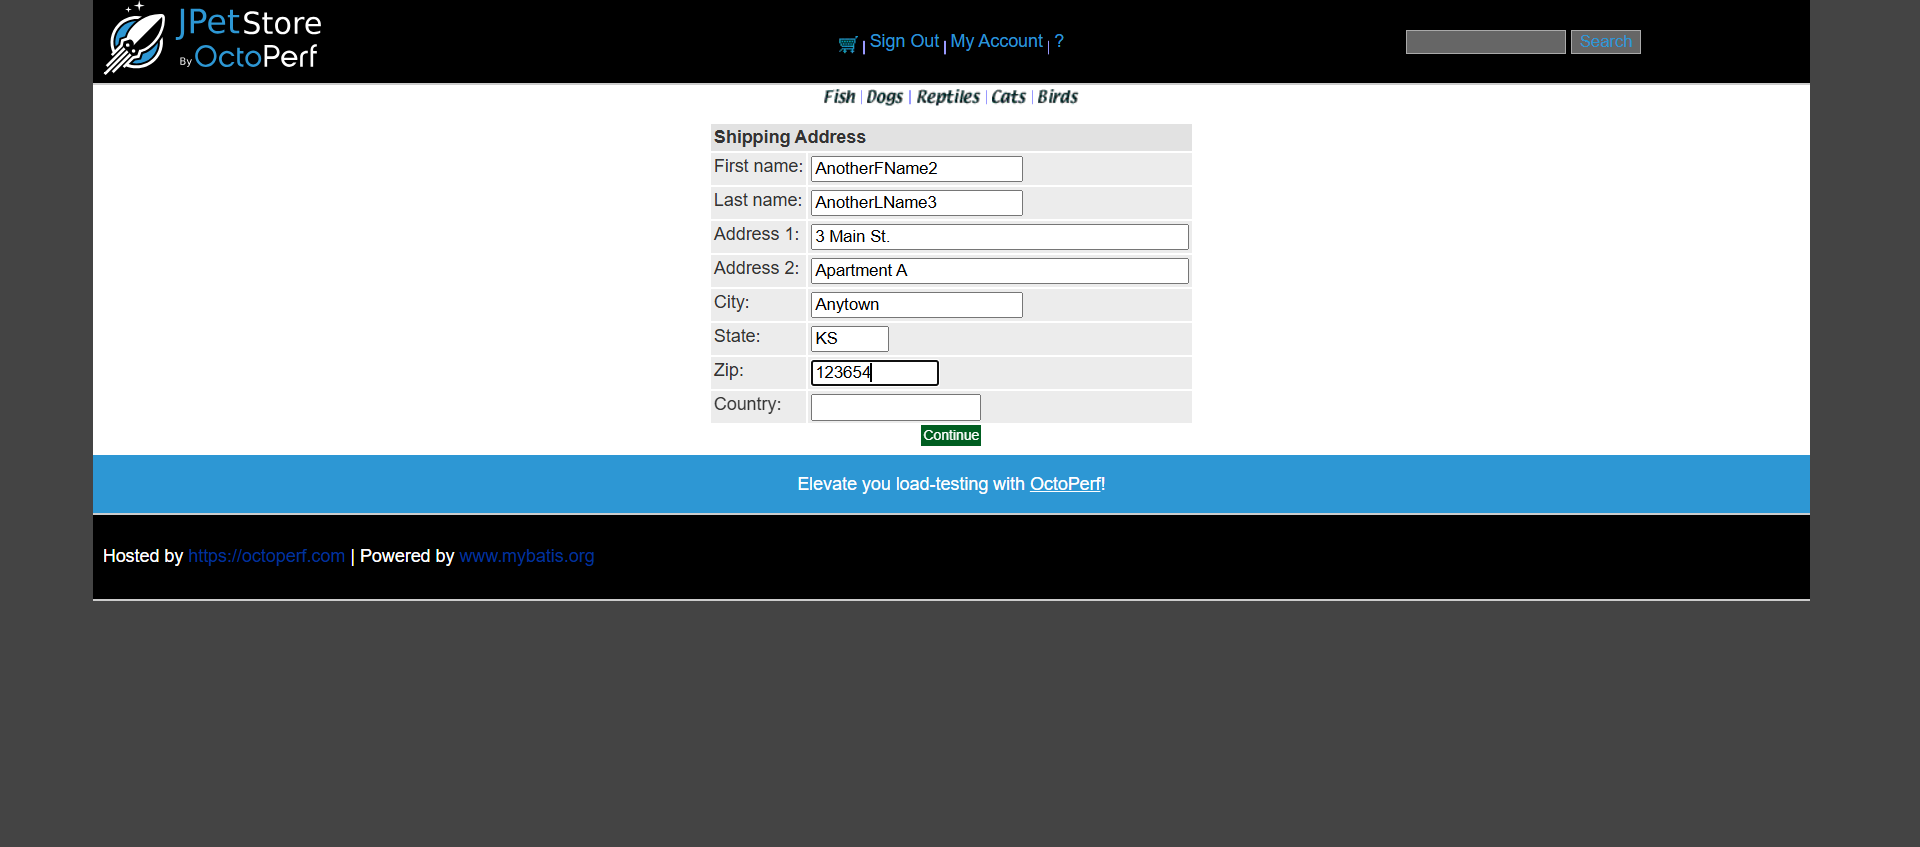 JPetStore
By OctoPerf
| Sign Out | My Account | ?
Search
Fish | Dogs | Reptiles | Cats | Birds
Shipping Address
First name: AnotherFName2
Last name: AnotherLName3
Address 1: 3 Main St.
Address 2: Apartment A
City: Anytown
State: KS
Zip: 123654
Country:
Continue
Elevate you load-testing with OctoPerf!
Hosted by https://octoperf.com | Powered by www.mybatis.org